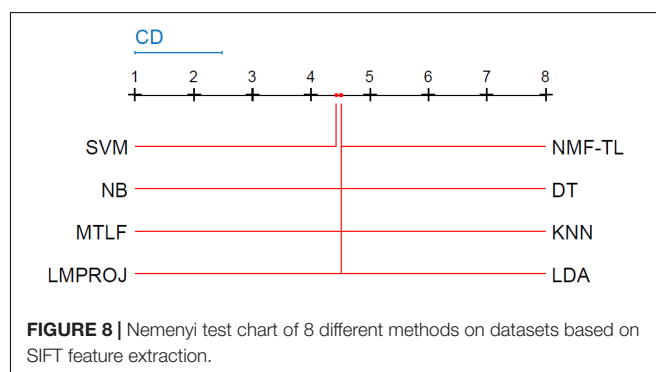 CD
1 2 3 4 5 6 7 8
SVM NMF-TL
NB DT
MTLF KNN
LMPROJ LDA
FIGURE 8 | Nemenyi test chart of 8 different methods on datasets based on
SIFT feature extraction.